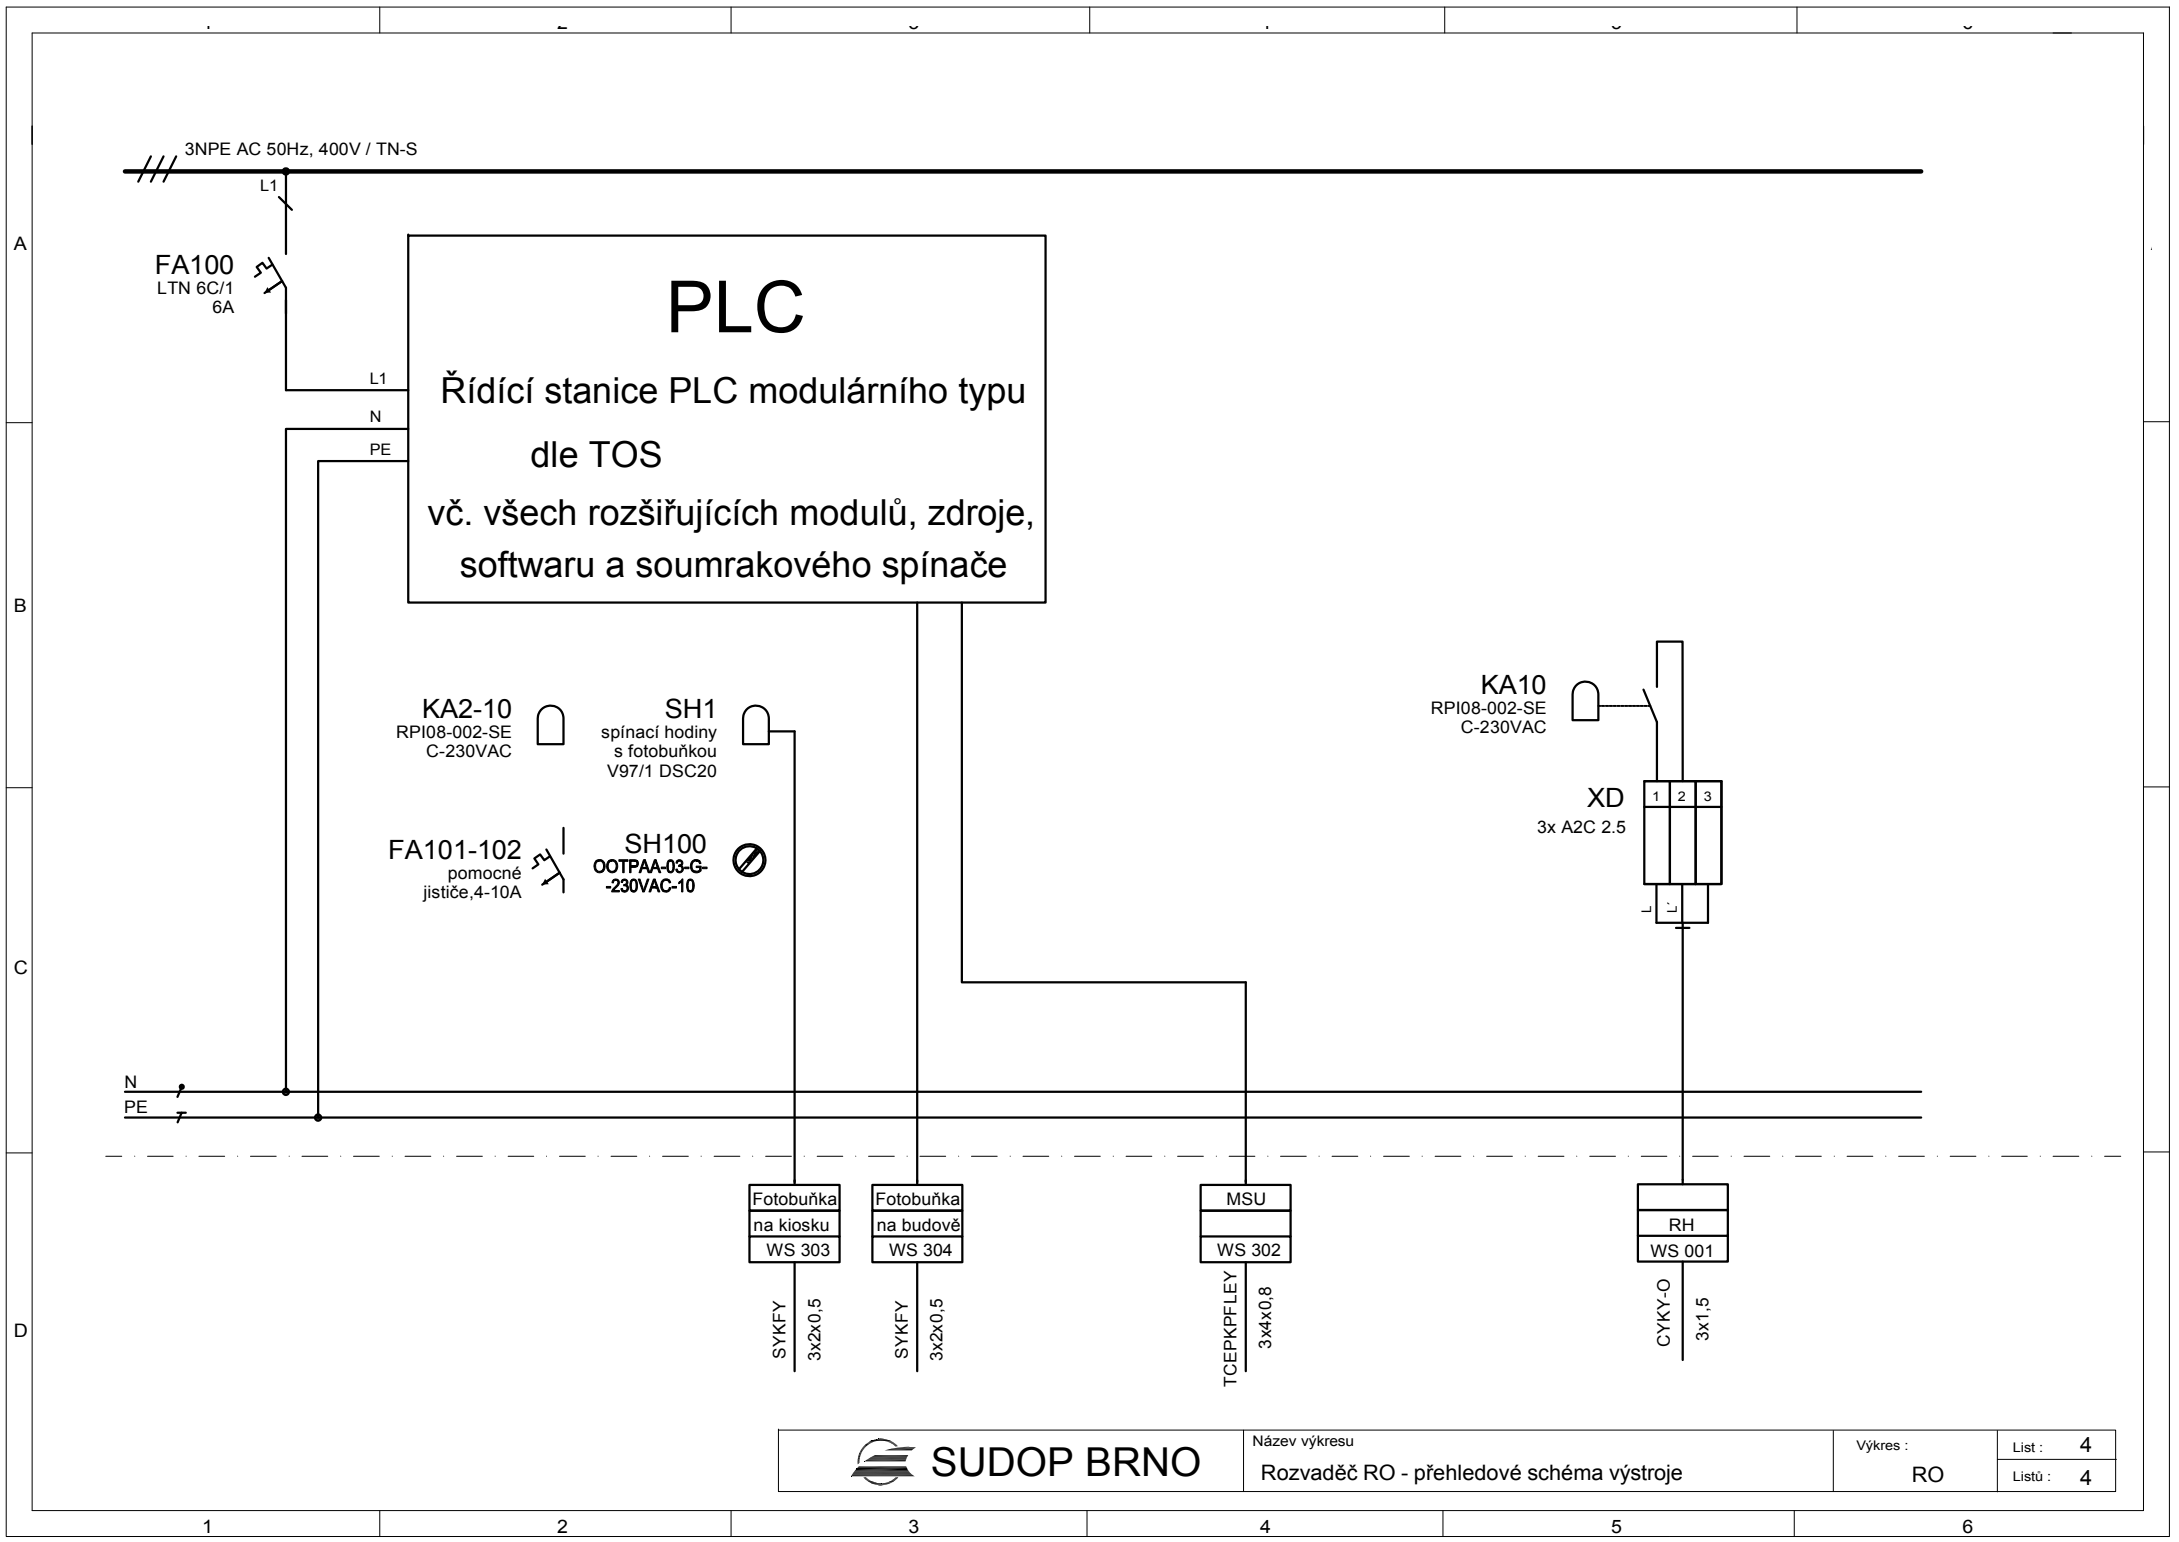 3NPE AC 50Hz, 400V / TN-S
L1
A
FA100
LTN 6C/1
6A
PLC
L1
Řídící stanice PLC modulárního typu
N
PE
dle TOS
vč. všech rozšiřujících modulů, zdroje,
softwaru a soumrakového spínače
B
KA2-10
RPI08-002-SE
C-230VAC
SH1
spínací hodiny
s fotobuňkou
V97/1 DSC20
KA10
RPI08-002-SE
C-230VAC
XD
3x A2C 2.5
1 2 3
FA101-102
pomocné
jističe,4-10A
SH100
OOTPAA-03-G-
-230VAC-10
L
L'
C
N
PE
Fotobuňka
na kiosku
WS 303
Fotobuňka
na budově
WS 304
MSU
WS 302
RH
WS 001
SYKFY
3x2x0,5
SYKFY
3x2x0,5
TCEPKPFLEY
3x4x0,8
CYKY-O
3x1,5
D
SUDOP BRNO
Název výkresu
Rozvaděč RO - přehledové schéma výstroje
Výkres :
RO
List : 4
Listů : 4
1 2 3 4 5 6